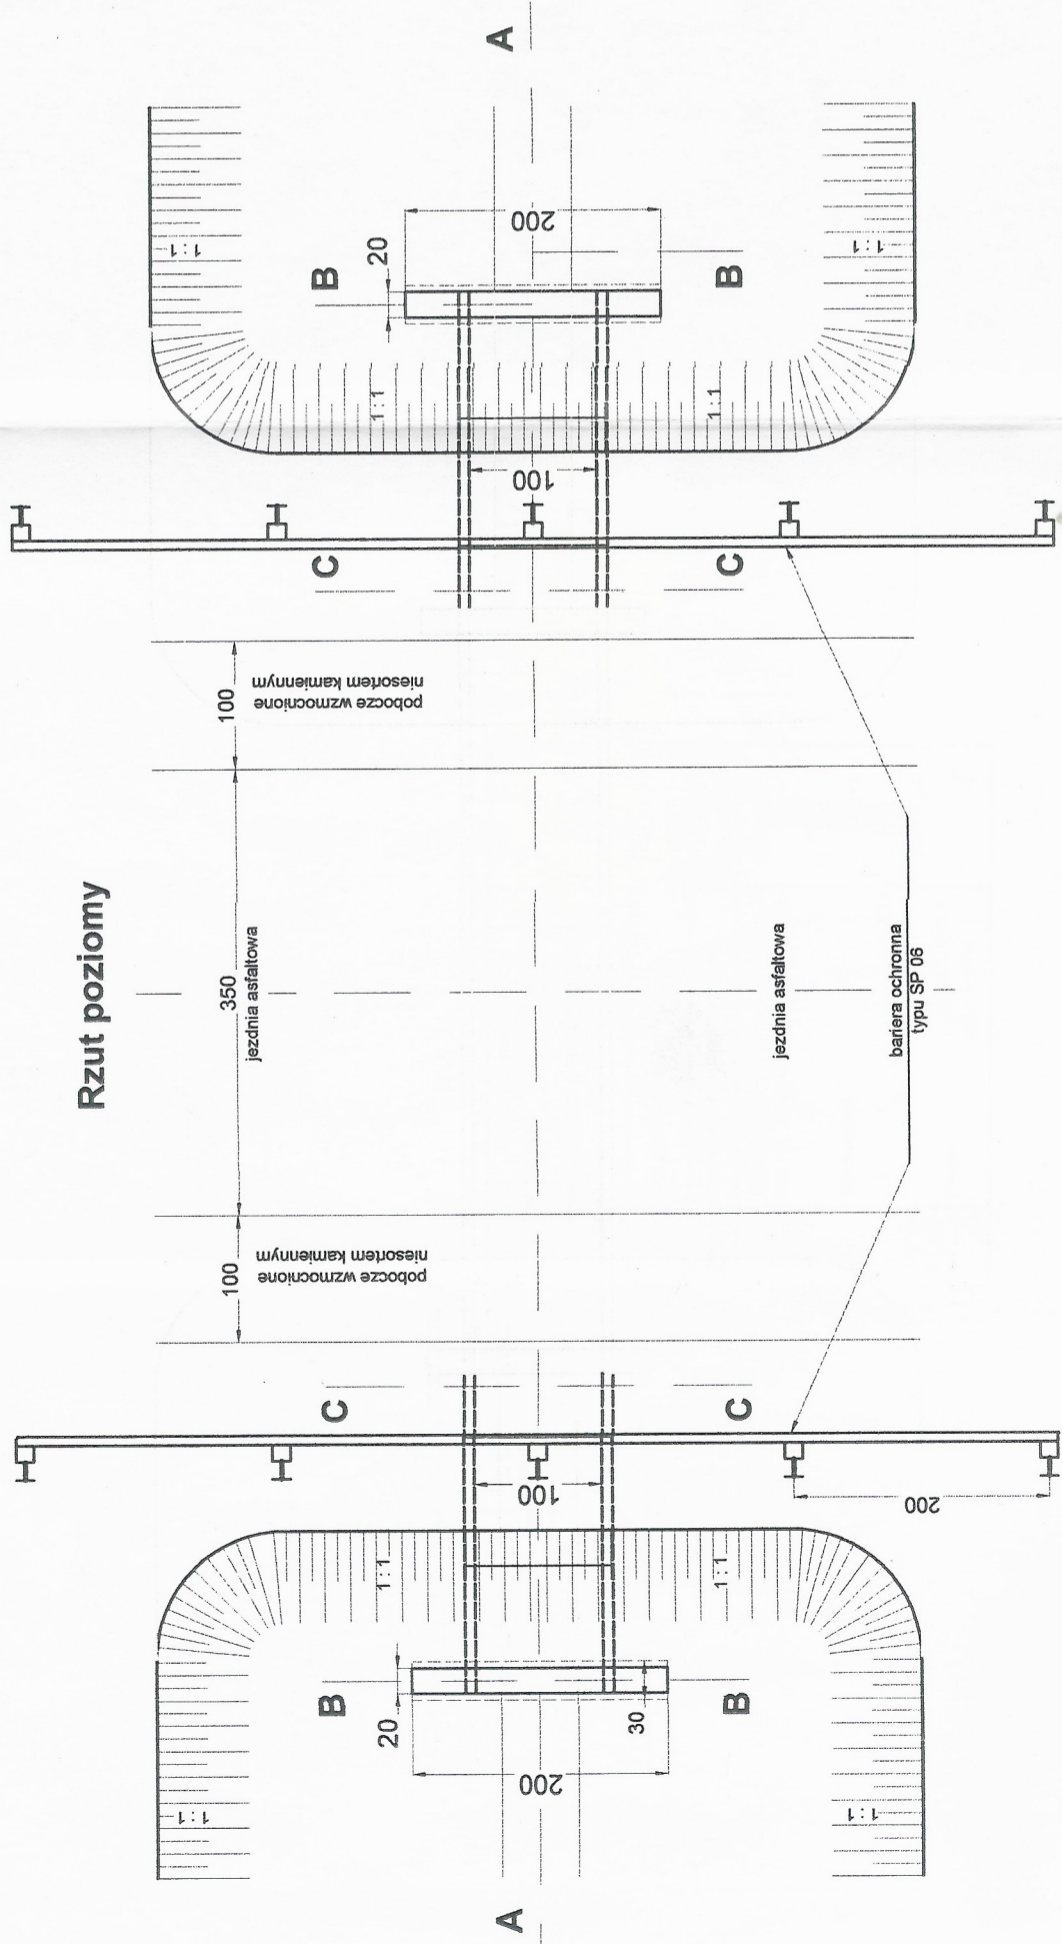 Rzut poziomy
A
A
1:1
1:1
1:1
1:1
1:1
1:1
1:1
1:1
B
B
B
B
C
C
C
C
20
20
30
200
200
200
100
100
100
350
100
jezdnia asfaltowa
jezdnia asfaltowa
pobocze wzmocnione
niesortem kamiennym
pobocze wzmocnione
niesortem kamiennym
bariera ochronna
typu SP 06